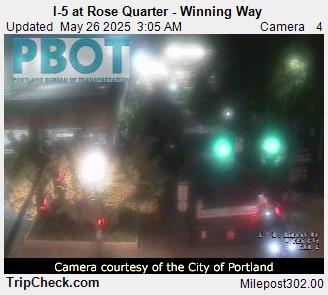 I-5 at Rose Quarter - Winning Way
Updated May 26 2025 3:05 AM Camera 4
PBOT
PORTLAND BUREAU OF TRANSPORTATION
Camera courtesy of the City of Portland
TripCheck.com Milepost302.00